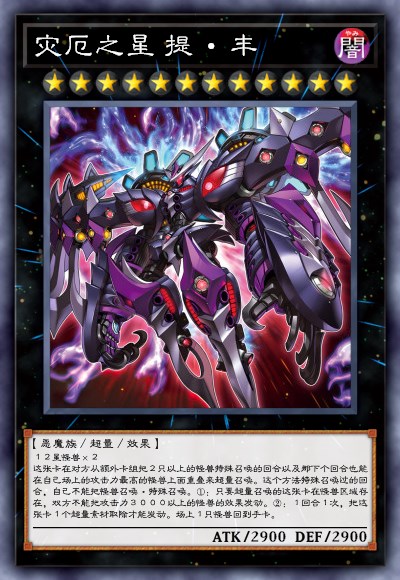 灾厄之星 提·丰
やみ
闇
【恶魔族／超量／效果】
１２星怪兽×２
这张卡在对方从额外卡组把２只以上的怪兽特殊召唤的回合以及那下个回合也能
在自己场上的攻击力最高的怪兽上面重叠来超量召唤。这个方法特殊召唤过的回
合，自己不能把怪兽召唤·特殊召唤。①：只要超量召唤的这张卡在怪兽区域存
在，双方不能把攻击力３０００以上的怪兽的效果发动。②：１回合１次，把这
张卡１个超量素材取除才能发动。场上１只怪兽回到手卡。
ATK/2900 DEF/2900